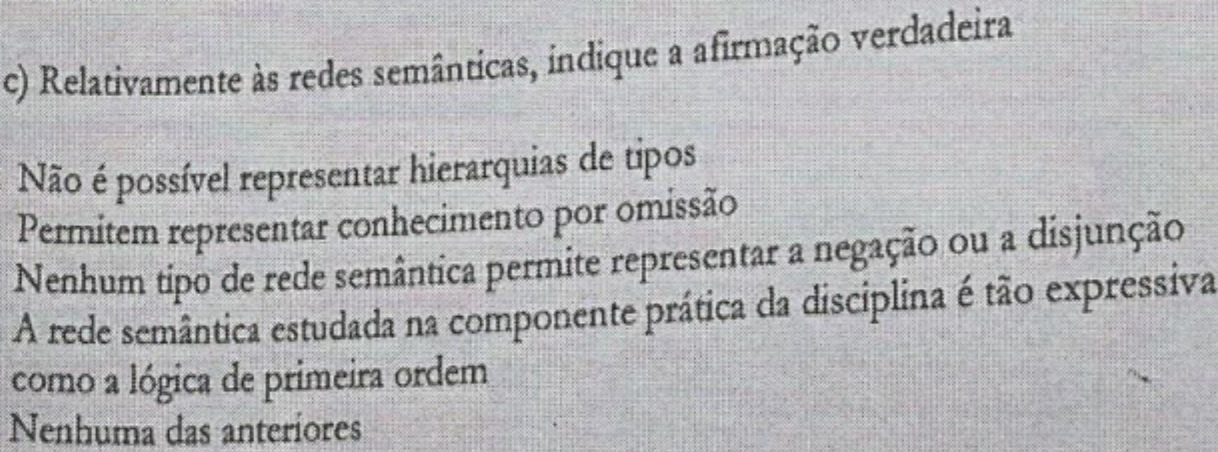 c) Relativamente às redes semânticas, indique a afirmação verdadeira
Não é possível representar hierarquias de tipos
Permitem representar conhecimento por omissão
Nenhum tipo de rede semântica permite representar a negação ou a disjunção
A rede semântica estudada na componente prática da disciplina é tão expressiva
como a lógica de primeira ordem
Nenhuma das anteriores